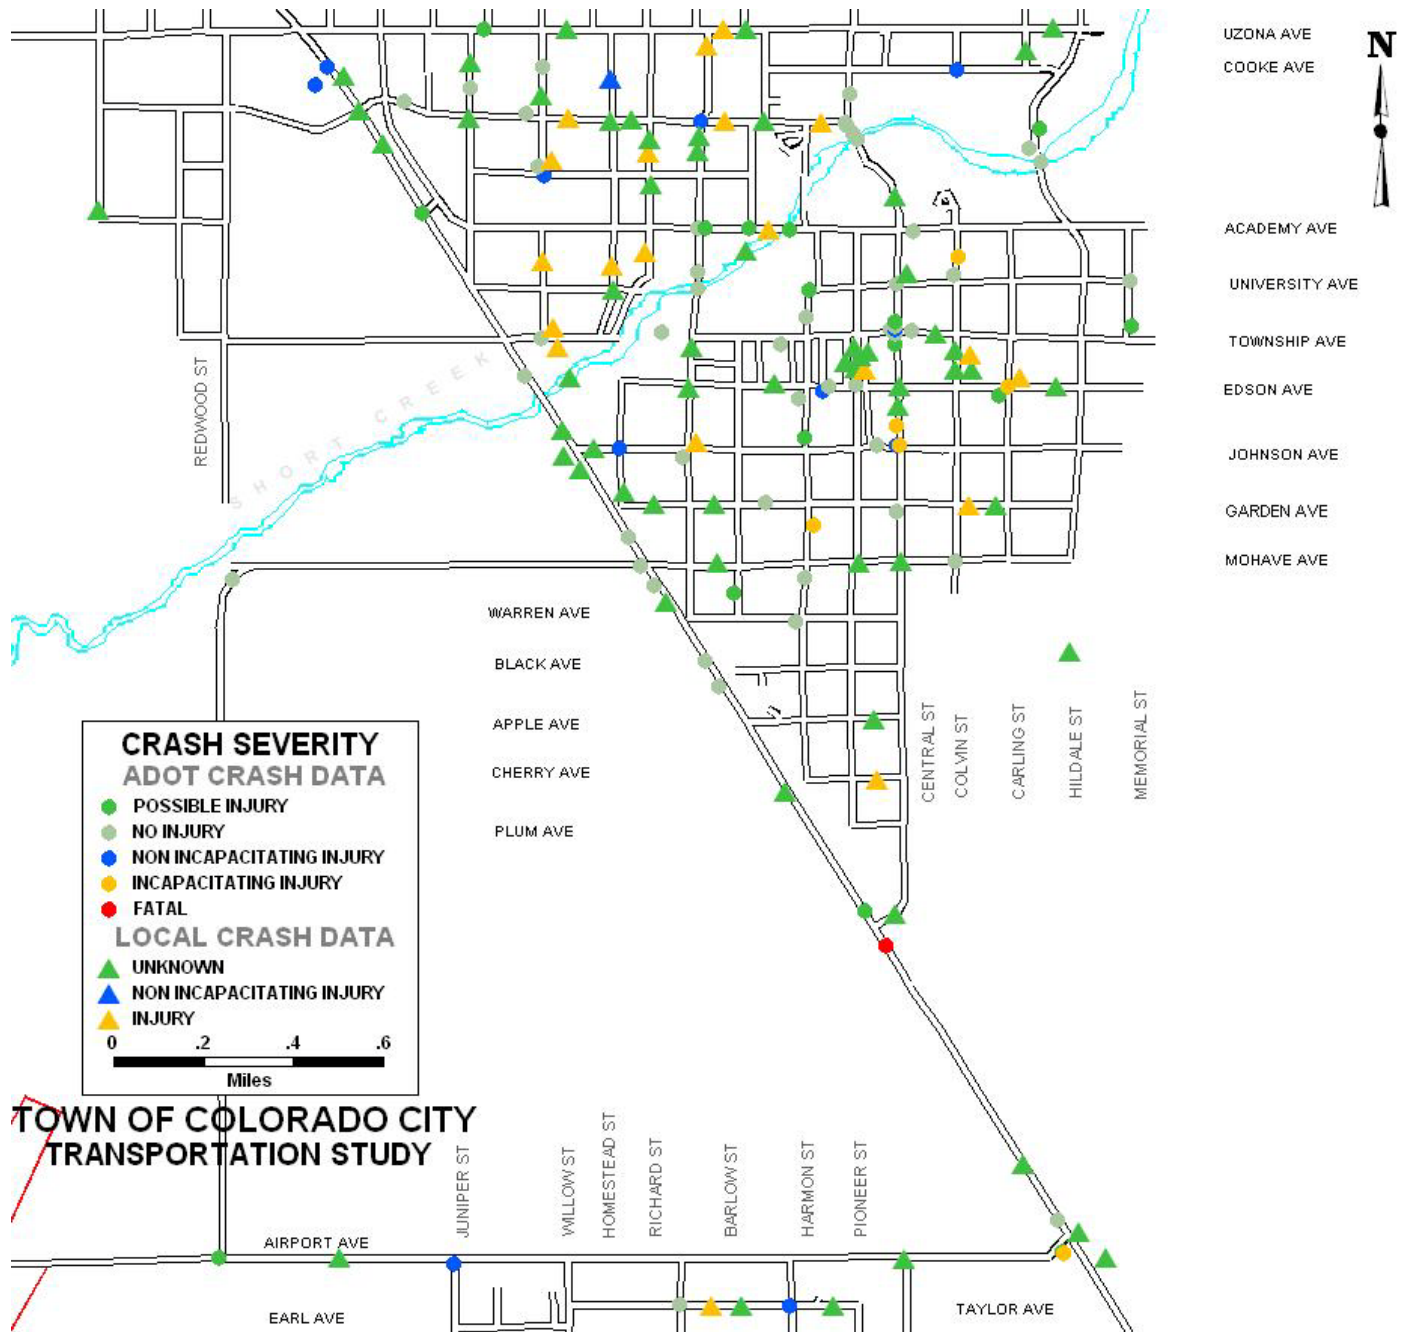 UZONA AVE
N
COOKE AVE
ACADEMY AVE
UNIVERSITY AVE
TOWNSHIP AVE
REDWOOD ST
SHORT CREEK
EDSON AVE
JOHNSON AVE
GARDEN AVE
MOHAVE AVE
WARREN AVE
BLACK AVE
APPLE AVE
CHERRY AVE
PLUM AVE
CENTRAL ST
COLVIN ST
CARLING ST
HILDALE ST
MEMORIAL ST
CRASH SEVERITY
ADOT CRASH DATA
POSSIBLE INJURY
NO INJURY
NON INCAPACITATING INJURY
INCAPACITATING INJURY
FATAL
LOCAL CRASH DATA
UNKNOWN
NON INCAPACITATING INJURY
INJURY
0 .2 .4 .6
Miles
TOWN OF COLORADO CITY
TRANSPORTATION STUDY
JUNIPER ST
WILLOW ST
HOMESTEAD ST
RICHARD ST
BARLOW ST
HARMON ST
PIONEER ST
AIRPORT AVE
EARL AVE
TAYLOR AVE